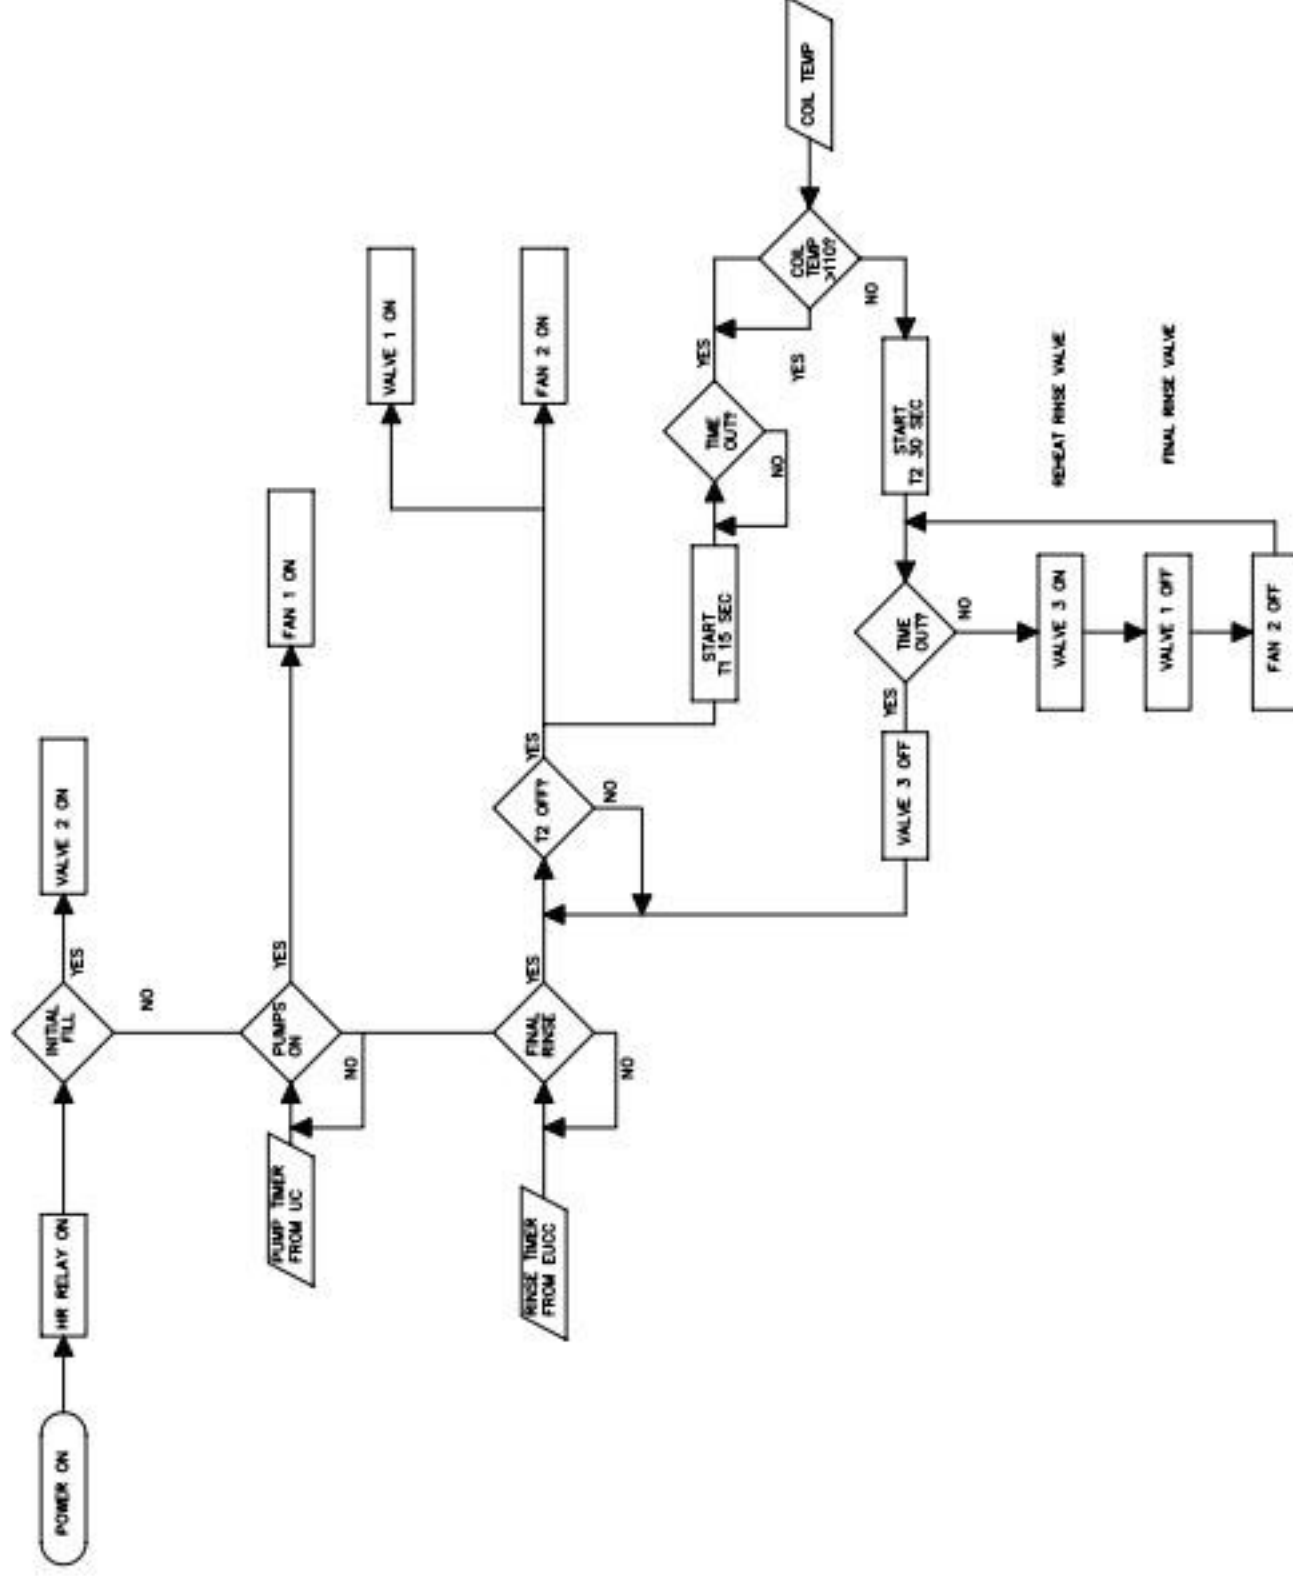 POWER ON
HR RELAY ON
INITIAL
FILL
YES
VALVE 2 ON
NO
PUMP TIMER
FROM UC
PUMPS
ON
YES
FAN 1 ON
NO
RINSE TIMER
FROM EUCC
FINAL
RINSE
YES
NO
T2 OFF?
YES
NO
VALVE 1 ON
FAN 2 ON
START
T1 15 SEC
TIME
OUT?
YES
NO
COIL
TEMP
>110?
YES
NO
COIL TEMP
START
T2 30 SEC
TIME
OUT?
YES
NO
VALVE 3 OFF
VALVE 3 ON
REHEAT RINSE VALVE
VALVE 1 OFF
FINAL RINSE VALVE
FAN 2 OFF